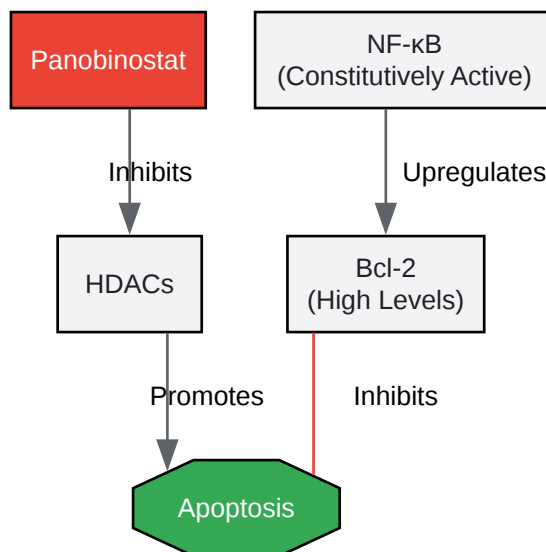 Panobinostat
NF-κB
(Constitutively Active)
Inhibits
Upregulates
HDACs
Bcl-2
(High Levels)
Promotes
Inhibits
Apoptosis